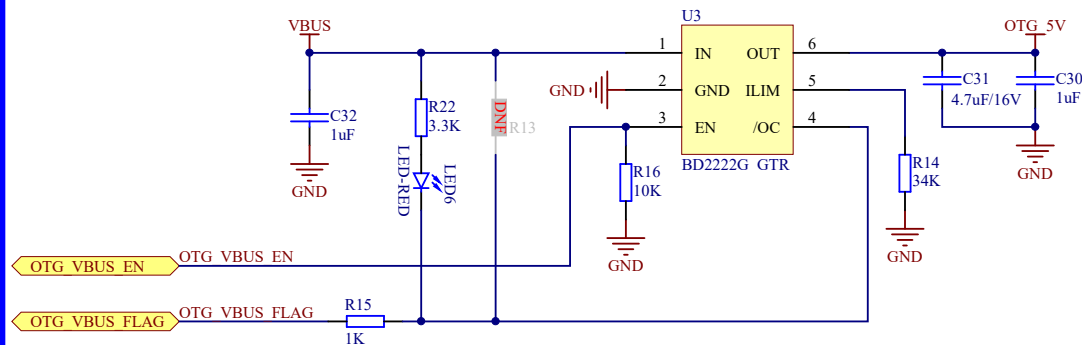 VBUS
U3
OTG_5V
1
IN
OUT
6
2
GND
GND
ILIM
5
3
EN
/OC
4
BD2222G_GTR
C32
1uF
GND
R22
3.3K
DNF
R13
LED-RED
LED6
R16
10K
GND
C31
4.7uF/16V
C30
1uF
GND
R14
34K
GND
OTG_VBUS_EN
OTG_VBUS_EN
OTG_VBUS_FLAG
OTG_VBUS_FLAG
R15
1K